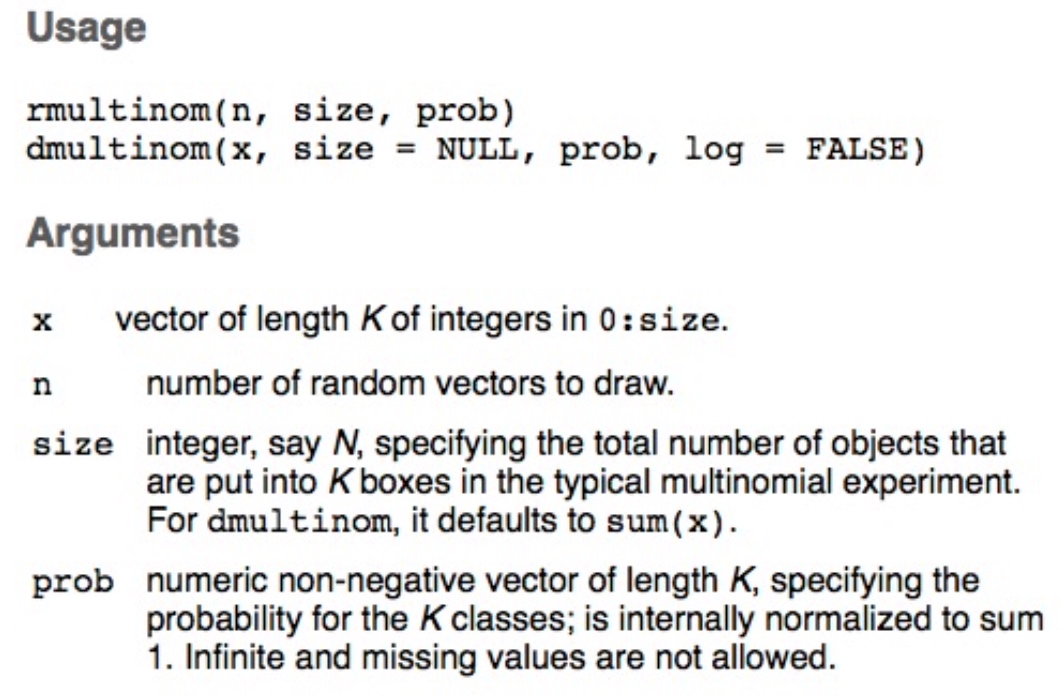 Usage
rmultinom(n, size, prob)
dmultinom(x, size = NULL, prob, log = FALSE)
Arguments
x vector of length K of integers in 0:size.
n number of random vectors to draw.
size integer, say N, specifying the total number of objects that
are put into K boxes in the typical multinomial experiment.
For dmultinom, it defaults to sum(x).
prob numeric non-negative vector of length K, specifying the
probability for the K classes; is internally normalized to sum
1. Infinite and missing values are not allowed.